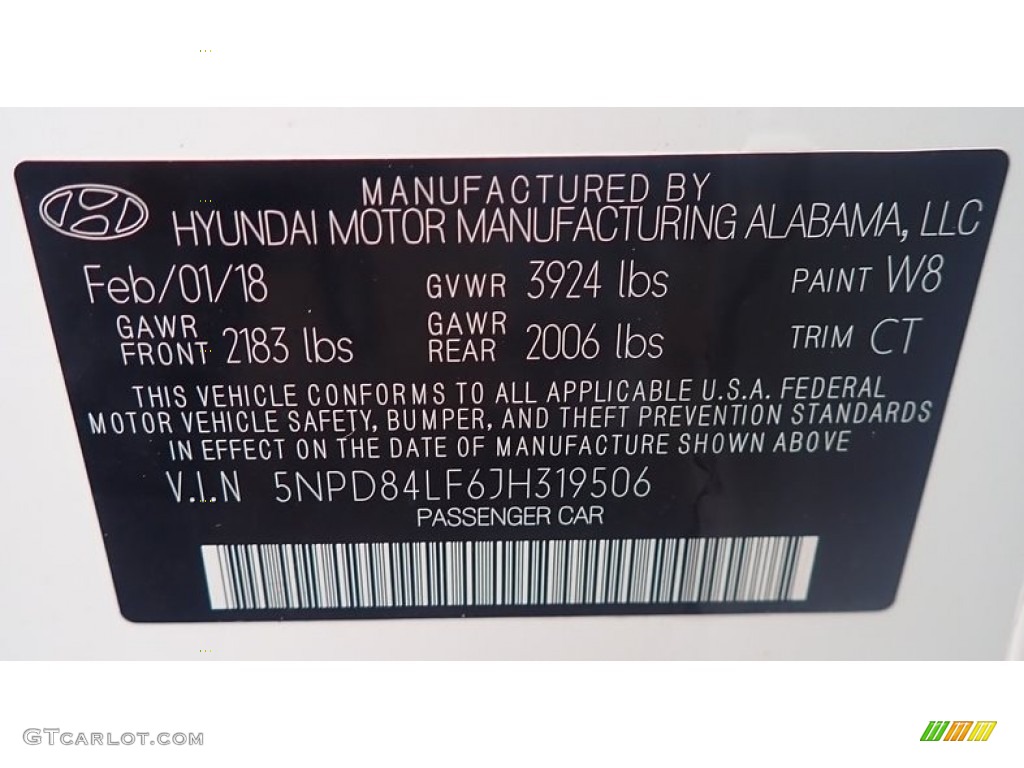 MANUFACTURED BY
HYUNDAI MOTOR MANUFACTURING ALABAMA, LLC
Feb/01/18 GVWR 3924 lbs PAINT W8
GAWR FRONT 2183 lbs GAWR REAR 2006 lbs TRIM CT
THIS VEHICLE CONFORMS TO ALL APPLICABLE U.S.A. FEDERAL
MOTOR VEHICLE SAFETY, BUMPER, AND THEFT PREVENTION STANDARDS
IN EFFECT ON THE DATE OF MANUFACTURE SHOWN ABOVE
V.I.N 5NPD84LF6JH319506
PASSENGER CAR
GTCARLOT.COM